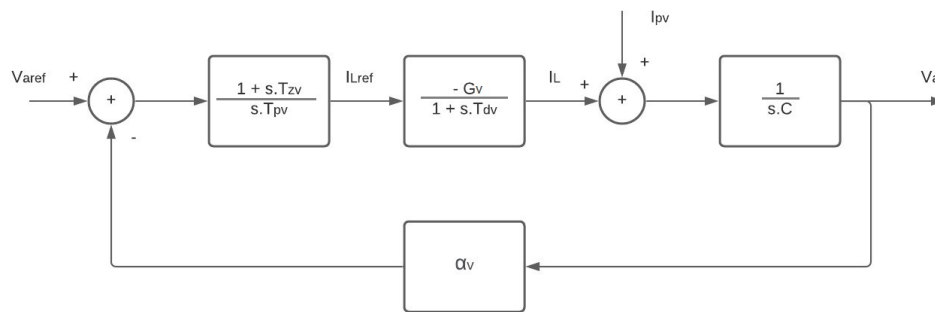 Ipv
Varef + + 1 + s.Tzv ILref - Gv IL + + + 1 Va
s.Tpv 1 + s.Tdv s.C
-
αv